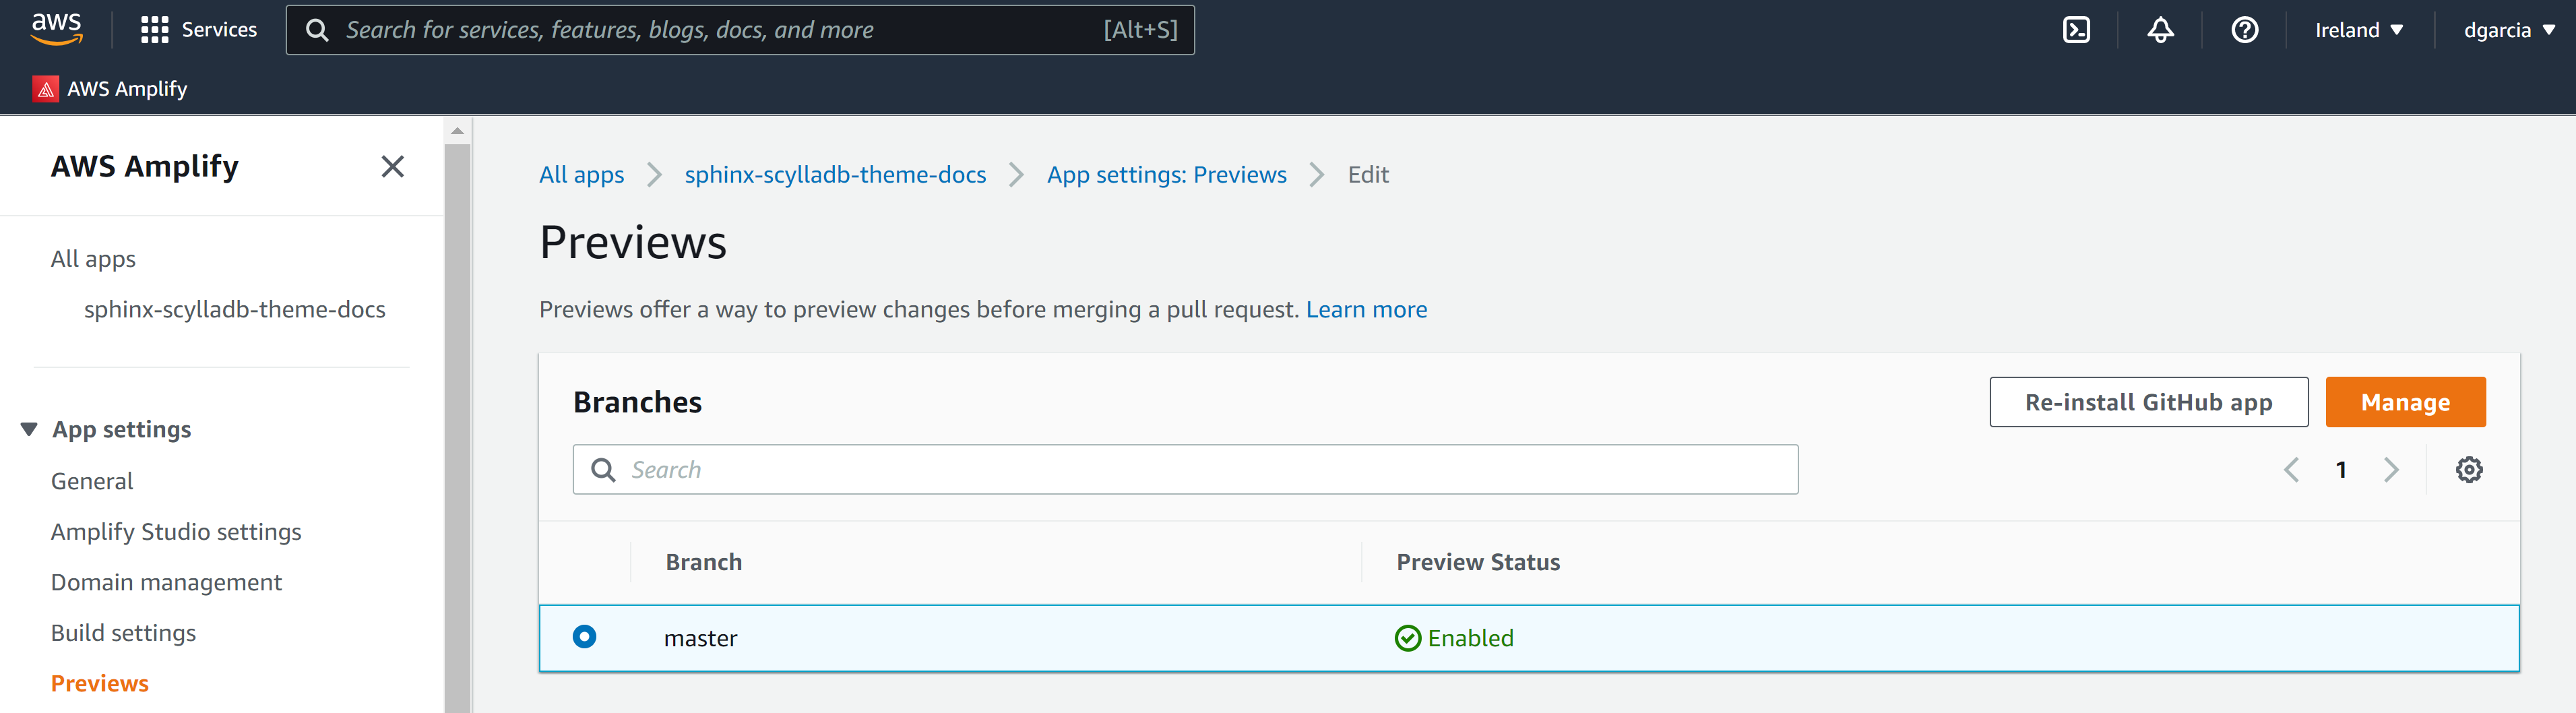 aws Services Search for services, features, blogs, docs, and more [Alt+S] Ireland ▼ dgarcia ▼
AWS Amplify
AWS Amplify
All apps
sphinx-scylladb-theme-docs
App settings
General
Amplify Studio settings
Domain management
Build settings
Previews
All apps > sphinx-scylladb-theme-docs > App settings: Previews > Edit
Previews
Previews offer a way to preview changes before merging a pull request. Learn more
Branches Re-install GitHub app Manage
Search 1
Branch Preview Status
master Enabled